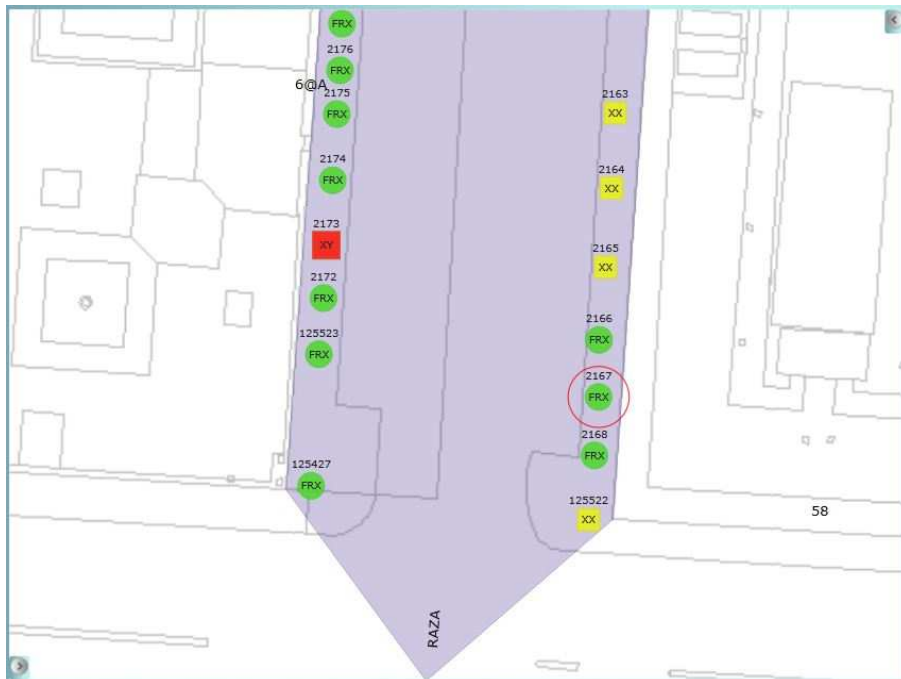 FRX
2176
FRX
6@A
2175
FRX
2174
FRX
2173
XY
2172
FRX
125523
FRX
125427
FRX
2163
XX
2164
XX
2165
XX
2166
FRX
2167
FRX
2168
FRX
125522
XX
58
RAZA